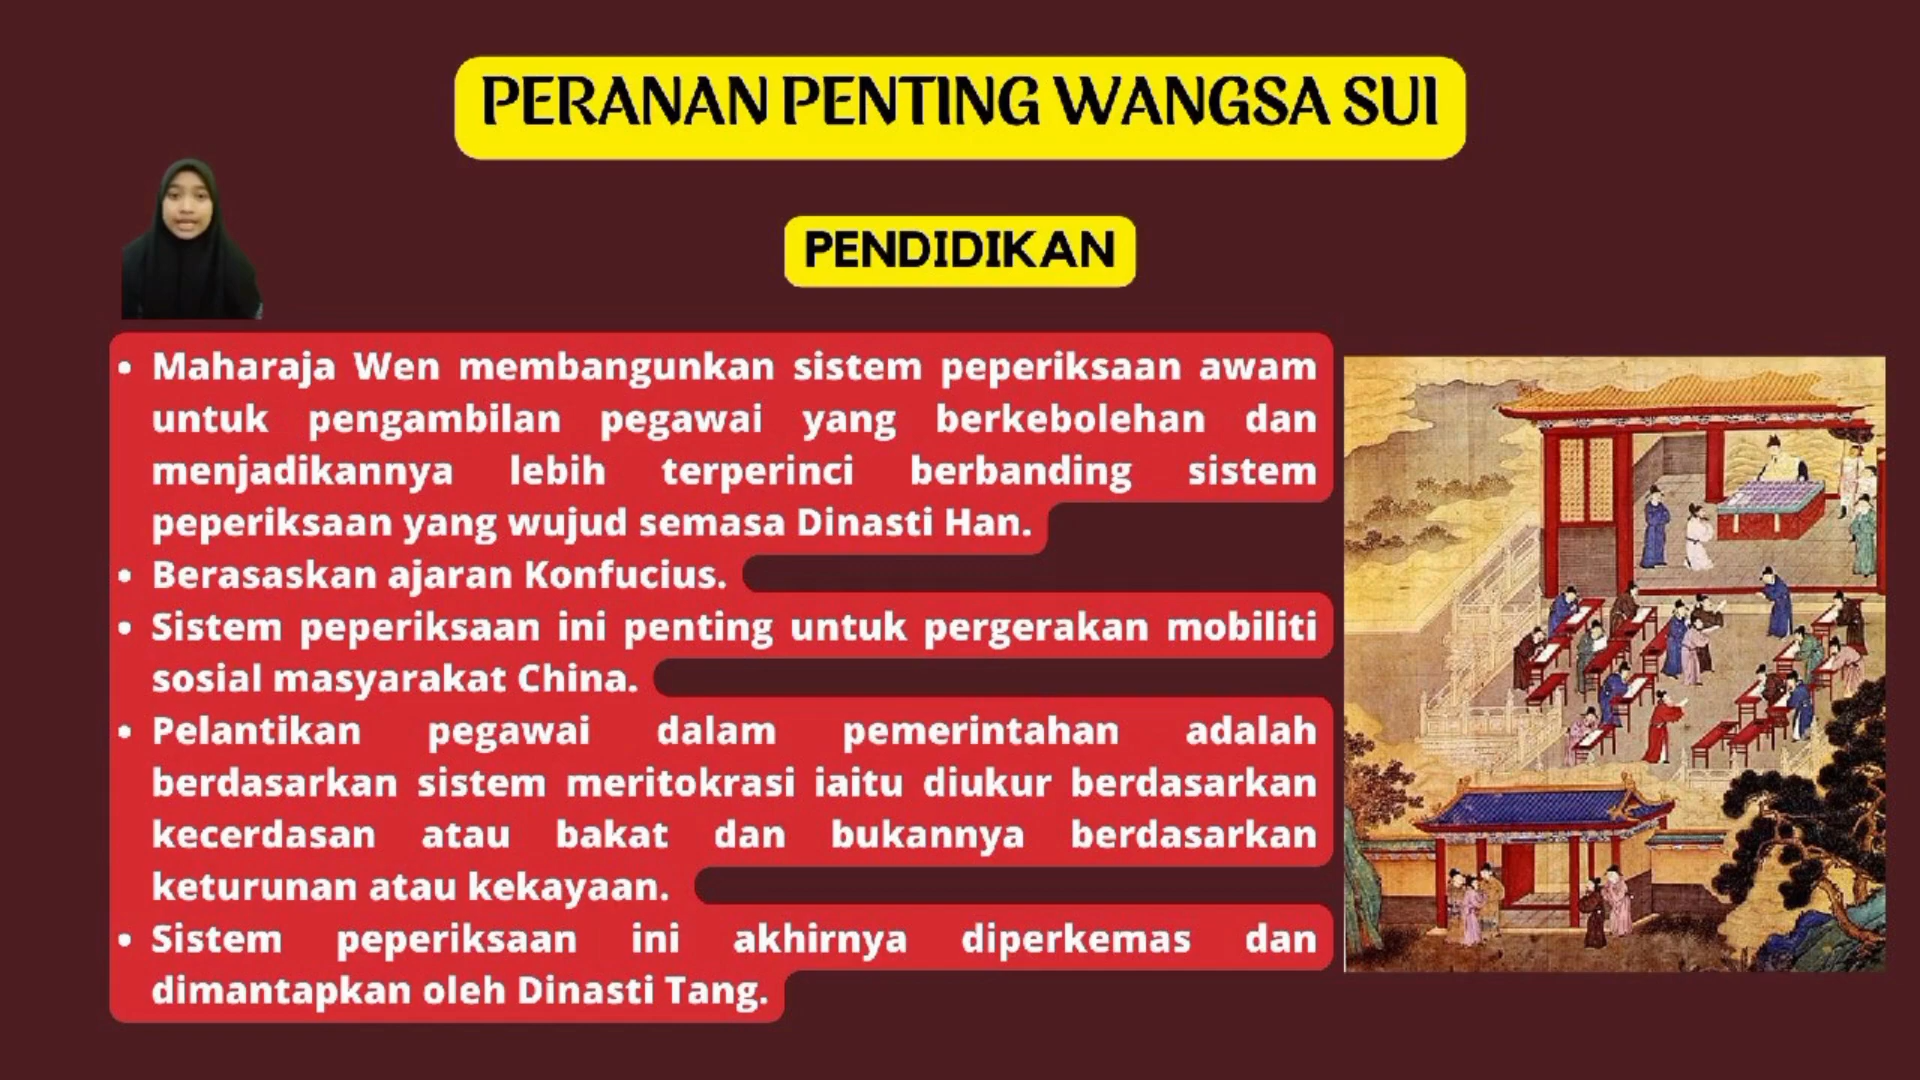 PERANAN PENTING WANGSA SUI
PENDIDIKAN
• Maharaja Wen membangunkan sistem peperiksaan awam
untuk pengambilan pegawai yang berkebolehan dan
menjadikannya lebih terperinci berbanding sistem
peperiksaan yang wujud semasa Dinasti Han.
• Berasaskan ajaran Konfucius.
• Sistem peperiksaan ini penting untuk pergerakan mobiliti
sosial masyarakat China.
• Pelantikan pegawai dalam pemerintahan adalah
berdasarkan sistem meritokrasi iaitu diukur berdasarkan
kecerdasan atau bakat dan bukannya berdasarkan
keturunan atau kekayaan.
• Sistem peperiksaan ini akhirnya diperkemas dan
dimantapkan oleh Dinasti Tang.